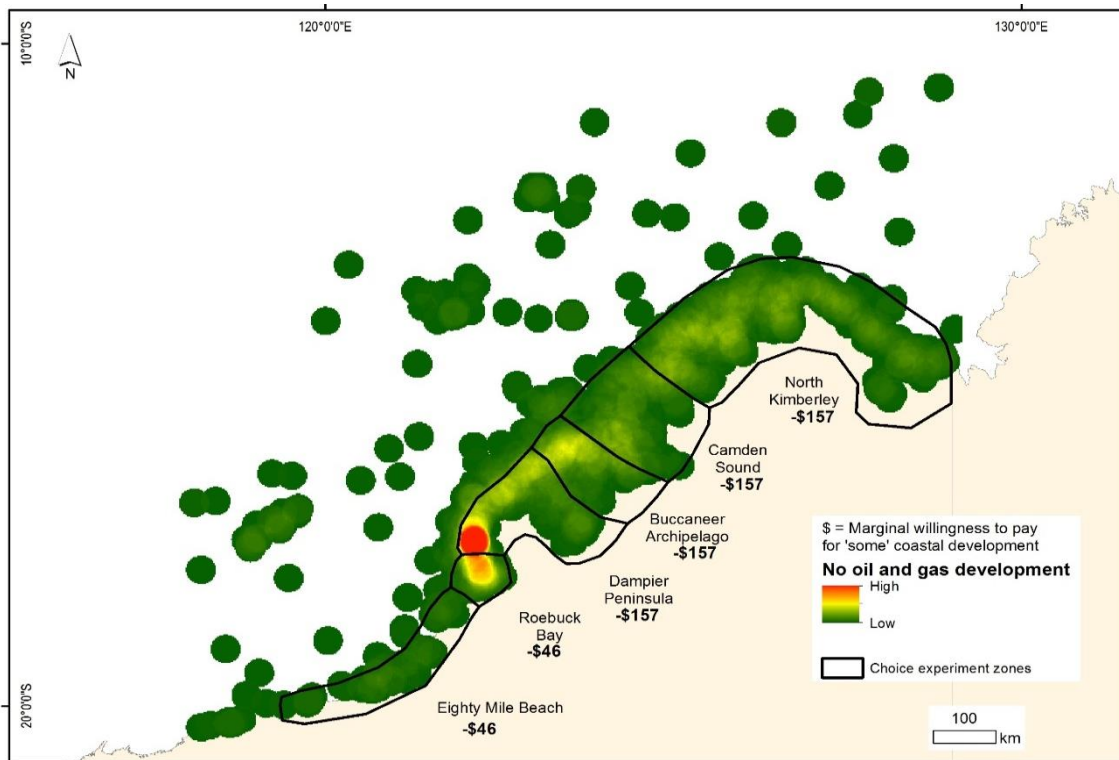 120°0'0"E
130°0'0"E
10°0'0"S
N
North
Kimberley
-$157
Camden
Sound
-$157
Buccaneer
Archipelago
-$157
Dampier
Peninsula
-$157
Roebuck
Bay
-$46
Eighty Mile Beach
-$46
20°0'0"S
$ = Marginal willingness to pay
for 'some' coastal development
No oil and gas development
High
Low
Choice experiment zones
100
km